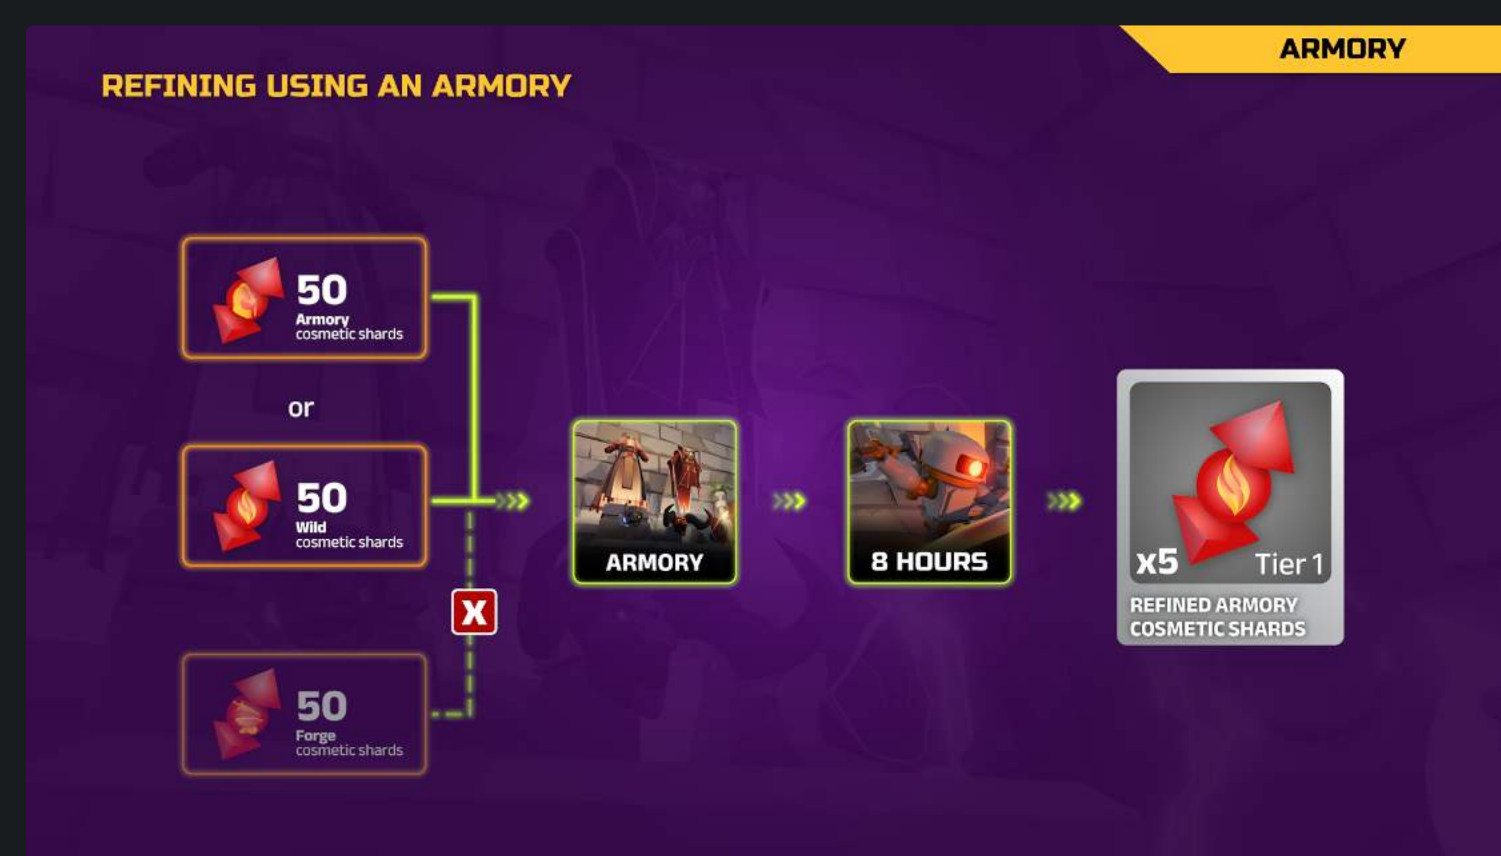 ARMORY
REFINING USING AN ARMORY
50
Armory
cosmetic shards
or
50
Wild
cosmetic shards
X
50
Forge
cosmetic shards
ARMORY
8 HOURS
x5 Tier 1
REFINED ARMORY
COSMETIC SHARDS